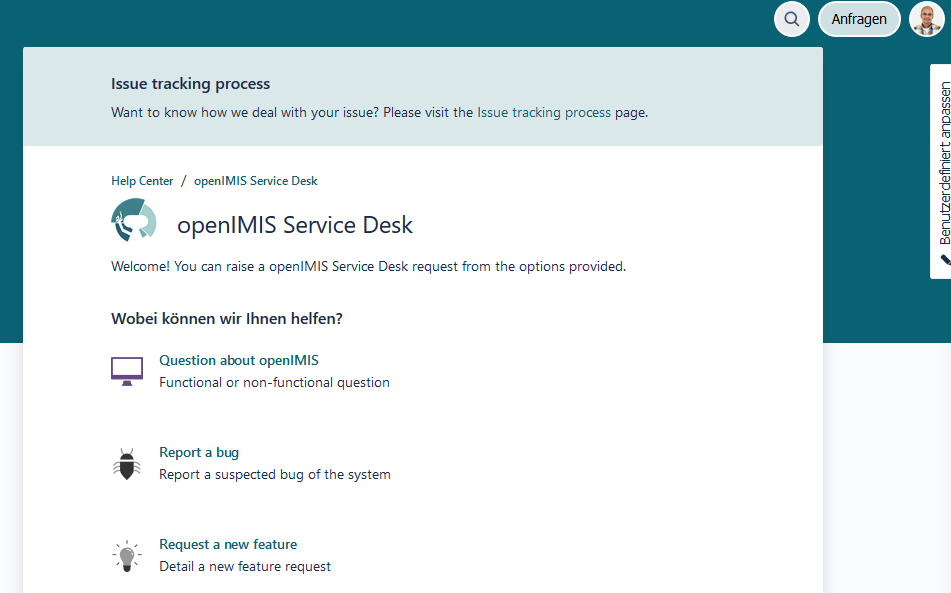 Anfragen
Issue tracking process
Want to know how we deal with your issue? Please visit the Issue tracking process page.
Benutzerdefiniert anpassen
Help Center / openIMIS Service Desk
openIMIS Service Desk
Welcome! You can raise a openIMIS Service Desk request from the options provided.
Wobei können wir Ihnen helfen?
Question about openIMIS
Functional or non-functional question
Report a bug
Report a suspected bug of the system
Request a new feature
Detail a new feature request